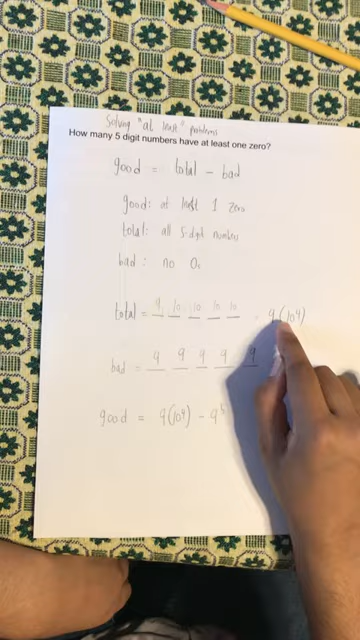 Solving "at least" problems
How many 5 digit numbers have at least one zero?
good = total - bad
good: at least 1 zero
total: all 5-digit numbers
bad: no 0s
total = 9 10 10 10 10 = 9(10⁴)
bad = 9 9 9 9 9
good = 9(10⁴) - 9⁵